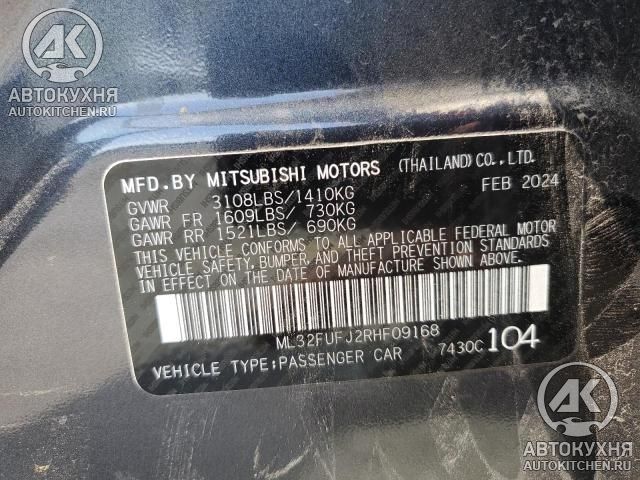 АК
АВТОКУХНЯ
AUTOKITCHEN.RU
MFD.BY MITSUBISHI MOTORS (THAILAND) CO.,LTD.
GVWR 3108LBS/1410KG FEB 2024
GAWR FR 1609LBS/ 730KG
GAWR RR 1521LBS/ 690KG
THIS VEHICLE CONFORMS TO ALL APPLICABLE FEDERAL MOTOR
VEHICLE SAFETY, BUMPER, AND THEFT PREVENTION STANDARDS
IN EFFECT ON THE DATE OF MANUFACTURE SHOWN ABOVE.
ML32FUFJ2RHF09168
VEHICLE TYPE;PASSENGER CAR 7430C 104
АК
АВТОКУХНЯ
AUTOKITCHEN.RU